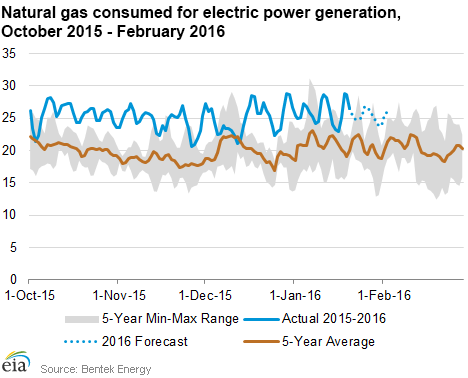 Natural gas consumed for electric power generation,
October 2015 - February 2016
35
30
25
20
15
10
5
0
1-Oct-15 1-Nov-15 1-Dec-15 1-Jan-16 1-Feb-16
5-Year Min-Max Range Actual 2015-2016
2016 Forecast 5-Year Average
eia Source: Bentek Energy